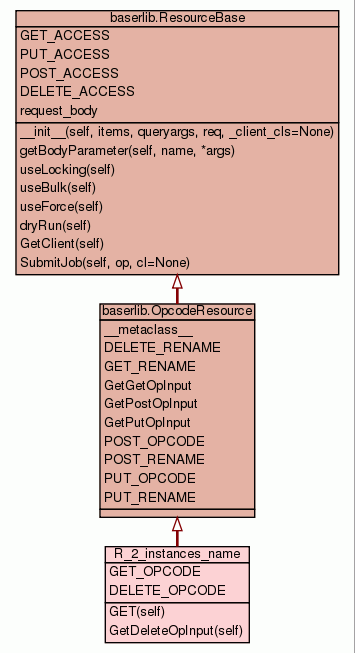 baserlib.ResourceBase
GET_ACCESS
PUT_ACCESS
POST_ACCESS
DELETE_ACCESS
request_body
__init__(self, items, queryargs, req, _client_cls=None)
getBodyParameter(self, name, *args)
useLocking(self)
useBulk(self)
useForce(self)
dryRun(self)
GetClient(self)
SubmitJob(self, op, cl=None)
baserlib.OpcodeResource
__metaclass__
DELETE_RENAME
GET_RENAME
GetGetOpInput
GetPostOpInput
GetPutOpInput
POST_OPCODE
POST_RENAME
PUT_OPCODE
PUT_RENAME
R_2_instances_name
GET_OPCODE
DELETE_OPCODE
GET(self)
GetDeleteOpInput(self)